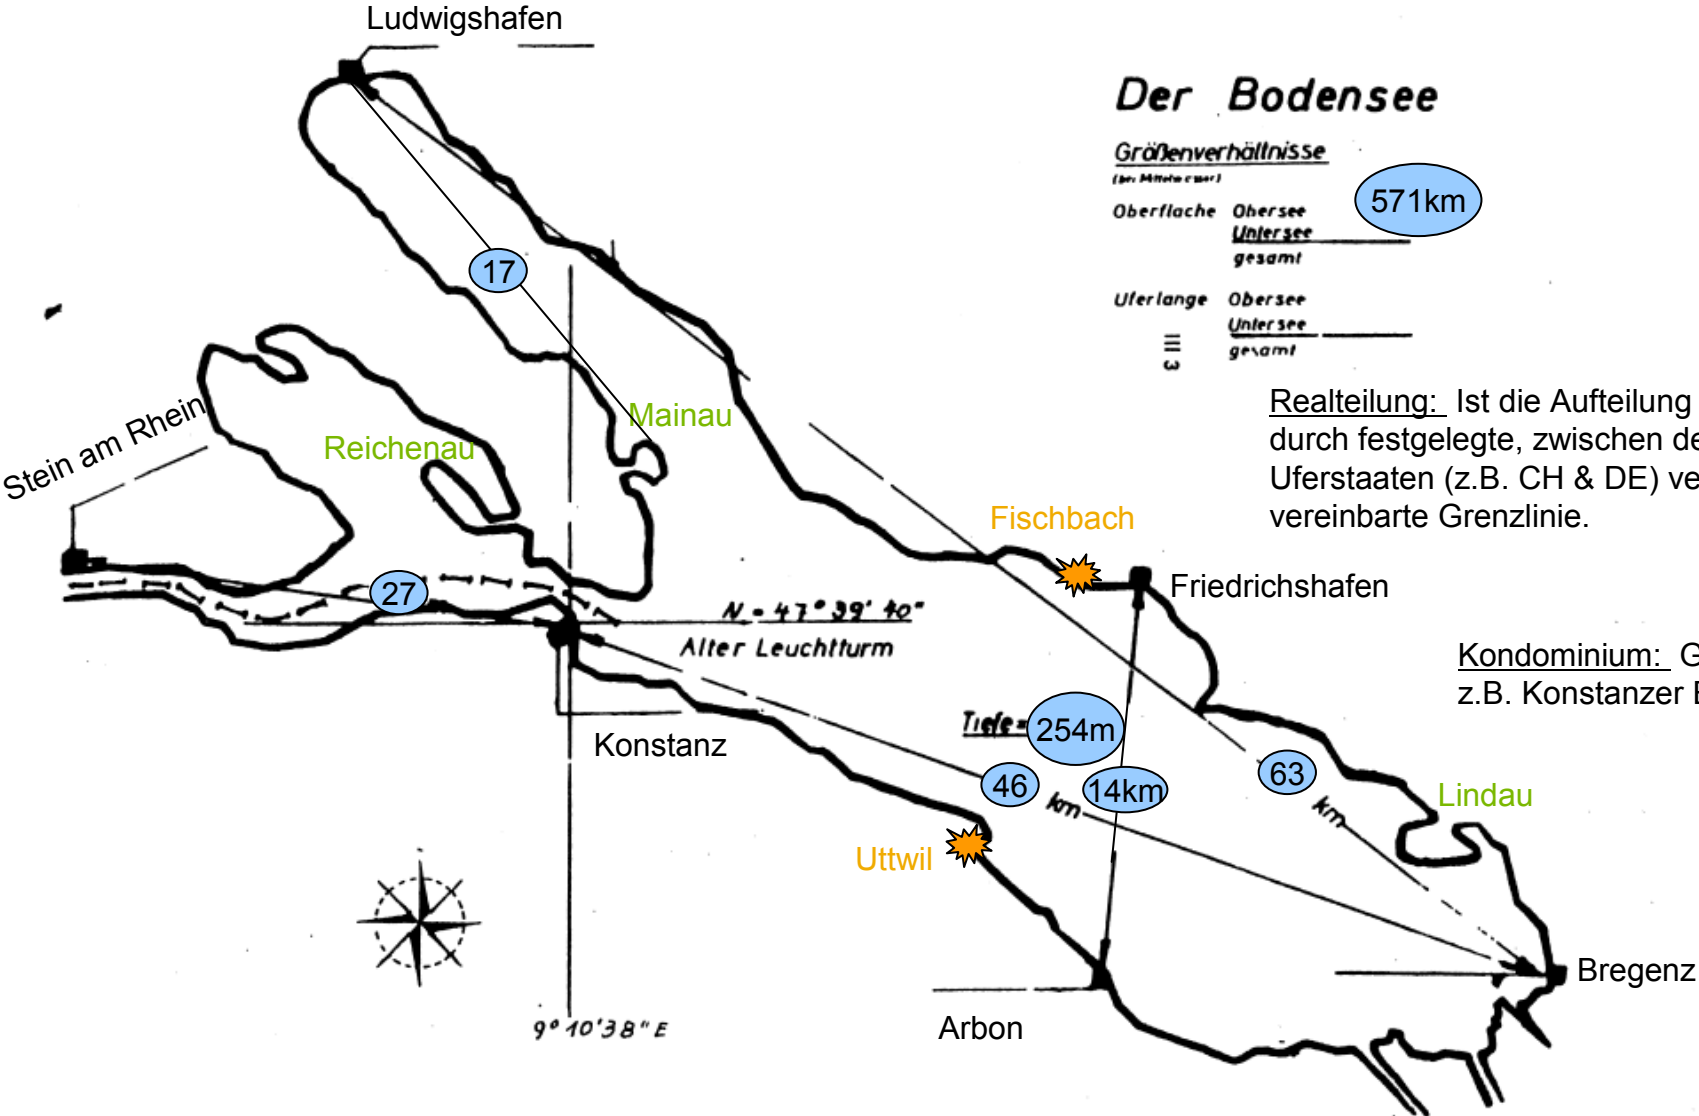 Ludwigshafen
Der Bodensee
Größenverhältnisse
571km
Oberfläche Obersee
Untersee
gesamt
17
Uferlänge Obersee
Untersee
gesamt
Realteilung: Ist die Aufteilung
durch festgelegte, zwischen de
Uferstaaten (z.B. CH & DE) ve
vereinbarte Grenzlinie.
Mainau
Reichenau
Stein am Rhein
Fischbach
Friedrichshafen
27
N = 47° 39' 40"
Alter Leuchtturm
Kondominium: G
z.B. Konstanzer
Konstanz
Tiefe = 254m
46 km
14km
63 km
Lindau
Uttwil
Bregenz
Arbon
9° 10' 38" E